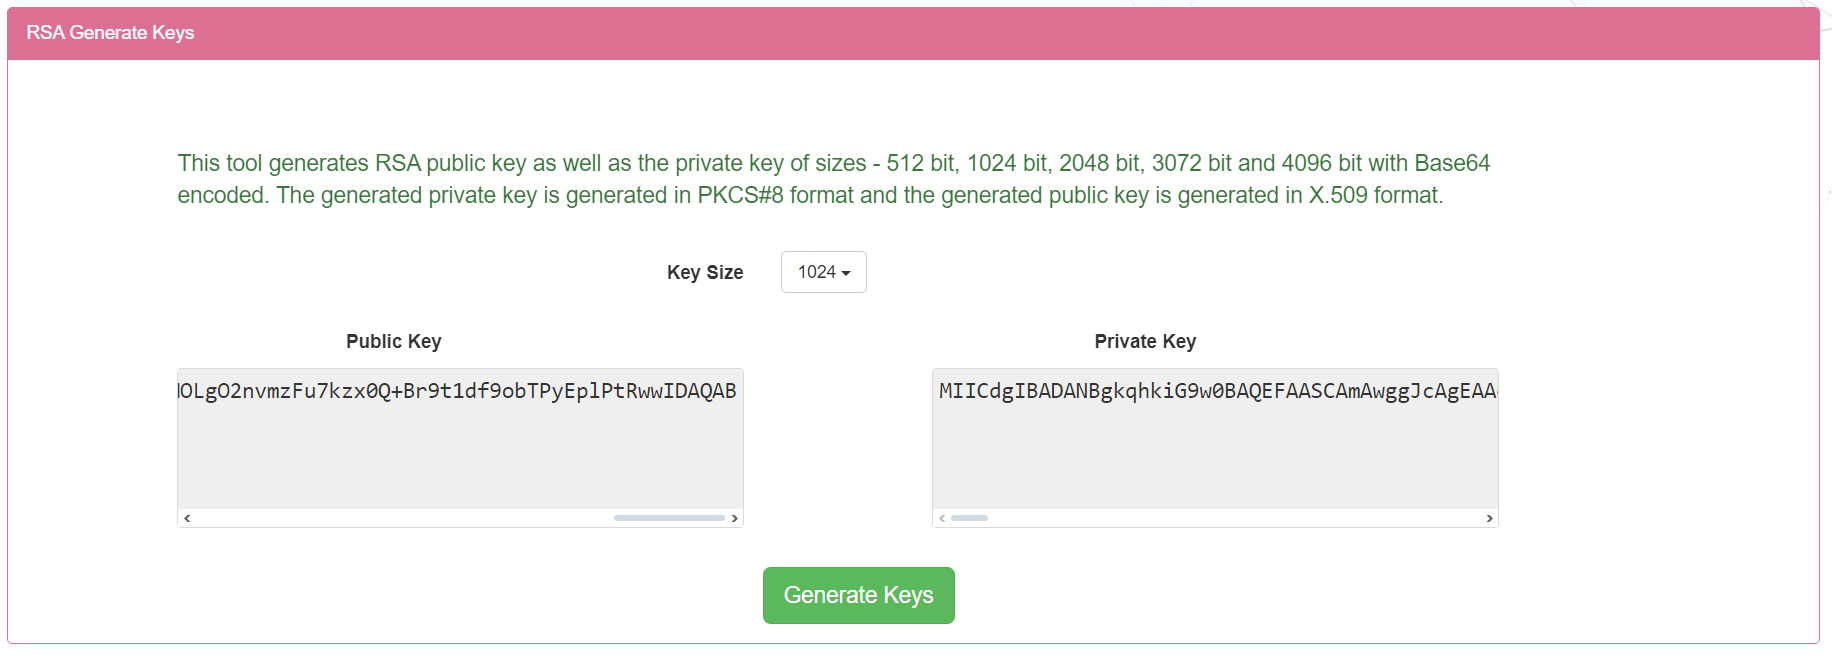 RSA Generate Keys
This tool generates RSA public key as well as the private key of sizes - 512 bit, 1024 bit, 2048 bit, 3072 bit and 4096 bit with Base64
encoded. The generated private key is generated in PKCS#8 format and the generated public key is generated in X.509 format.
Key Size 1024
Public Key Private Key
OLgO2nvmzFu7kzx0Q+Br9t1df9obTPyEplPtRwwIDAQAB MIICdgIBADANBgkqhkiG9w0BAQEFAASCAmAwggJcAgEAA
Generate Keys